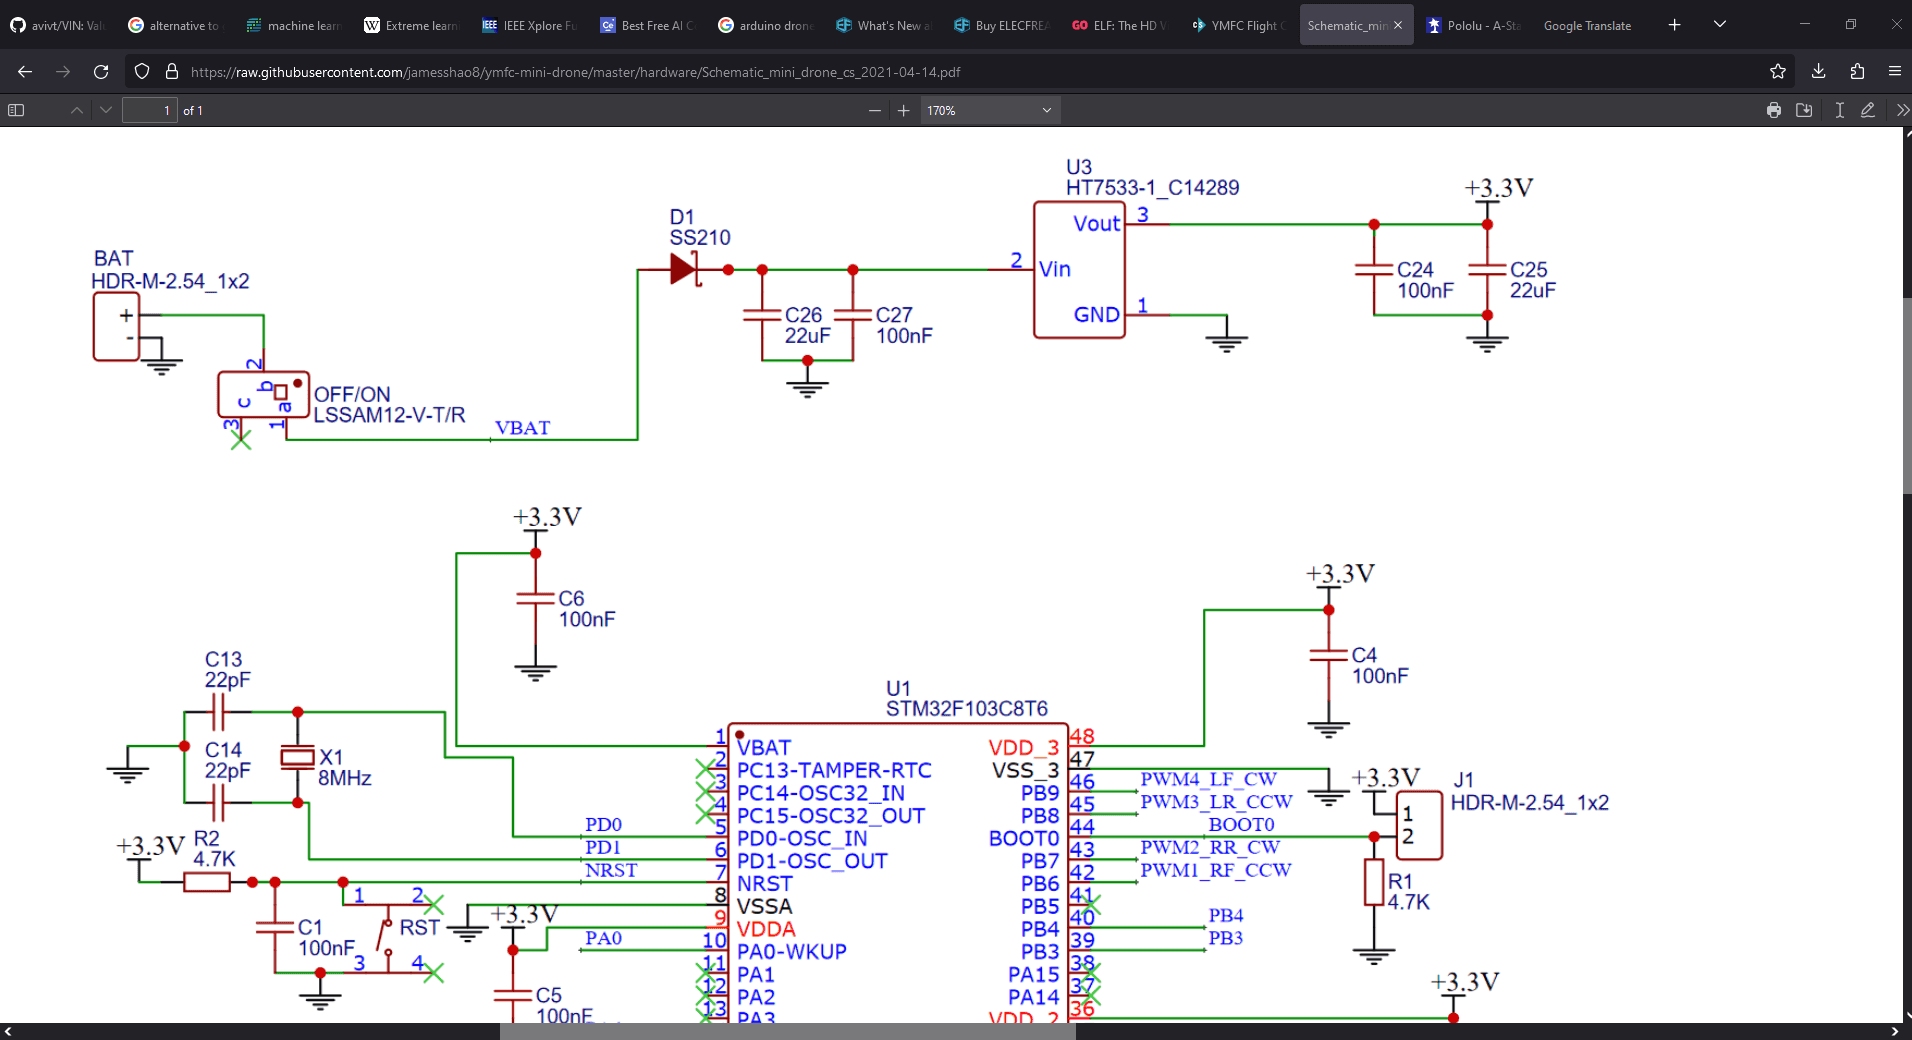 avivt/VIN: Val
alternative to
machine learn
Extreme learn
IEEE Xplore Fu
Best Free AI C
arduino drone
What's New a
Buy ELECFREA
GO ELF: The HD V
YMFC Flight C
Schematic_min
Pololu - A-Sta
Google Translate
https://raw.githubusercontent.com/jamesshao8/ymfc-mini-drone/master/hardware/Schematic_mini_drone_cs_2021-04-14.pdf
1 of 1
170%
U3
HT7533-1_C14289
+3.3V
Vout 3
2 Vin
GND 1
C24
100nF
C25
22uF
D1
SS210
C26
22uF
C27
100nF
BAT
HDR-M-2.54_1x2
+
-
2
b
c
a
3
1
OFF/ON
LSSAM12-V-T/R
VBAT
+3.3V
C6
100nF
+3.3V
C4
100nF
C13
22pF
C14
22pF
X1
8MHz
U1
STM32F103C8T6
1 VBAT
2 PC13-TAMPER-RTC
3 PC14-OSC32_IN
4 PC15-OSC32_OUT
PD0 5 PD0-OSC_IN
PD1 6 PD1-OSC_OUT
NRST 7 NRST
8 VSSA
9 VDDA
PA0 10 PA0-WKUP
11 PA1
12 PA2
13 PA3
VDD_3 48
VSS_3 47
PB9 46 PWM4_LF_CW
PB8 45 PWM3_LR_CCW
BOOT0 44 BOOT0
PB7 43 PWM2_RR_CW
PB6 42 PWM1_RF_CCW
PB5 41
PB4 40 PB4
PB3 39 PB3
PA15 38
PA14 37
VDD_2 36
+3.3V
R2
4.7K
C1
100nF
1 2
RST
3 4
+3.3V
C5
100nF
+3.3V
J1
HDR-M-2.54_1x2
1
2
R1
4.7K
+3.3V